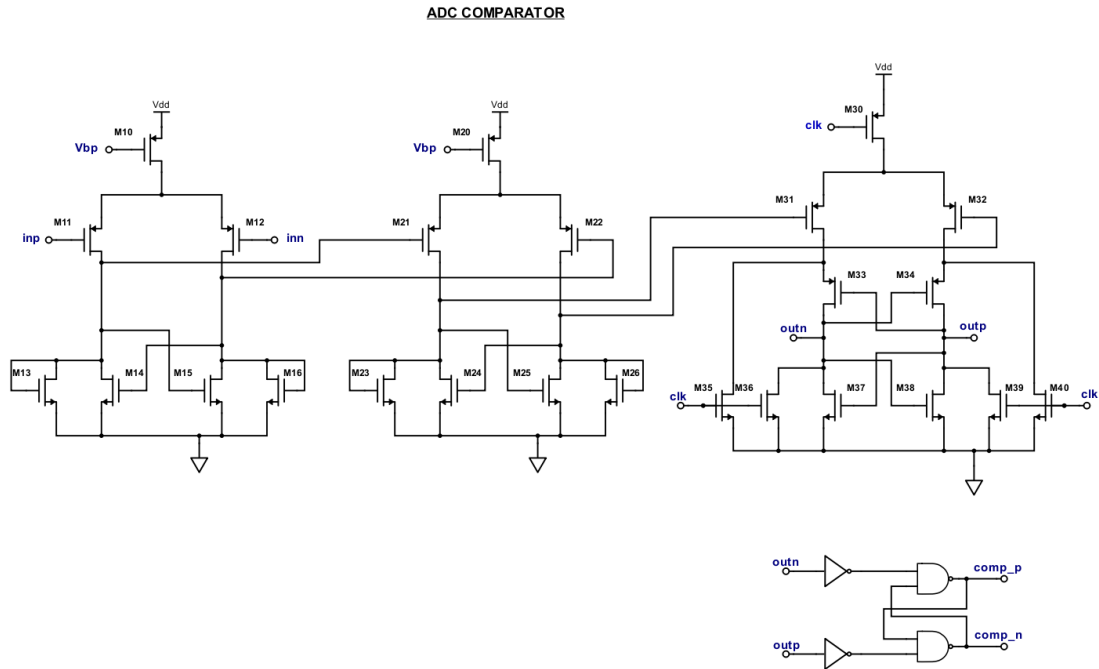 ADC COMPARATOR
Vdd
M10
Vbp
M11
M12
inp
inn
M13
M14
M15
M16
Vdd
M20
Vbp
M21
M22
M23
M24
M25
M26
Vdd
M30
clk
M31
M32
M33
M34
outn
outp
M35
M36
M37
M38
M39
M40
clk
clk
outn
comp_p
comp_n
outp